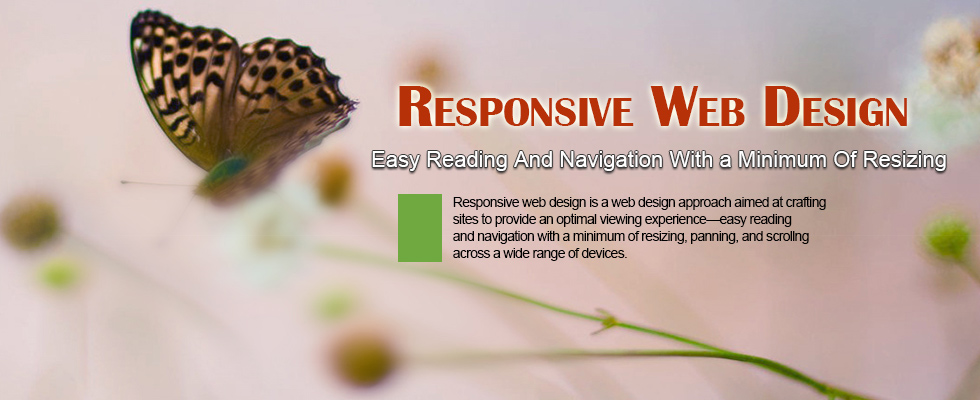 Responsive Web Design
Easy Reading And Navigation With a Minimum Of Resizing
Responsive web design is a web design approach aimed at crafting
sites to provide an optimal viewing experience—easy reading
and navigation with a minimum of resizing, panning, and scrollng
across a wide range of devices.